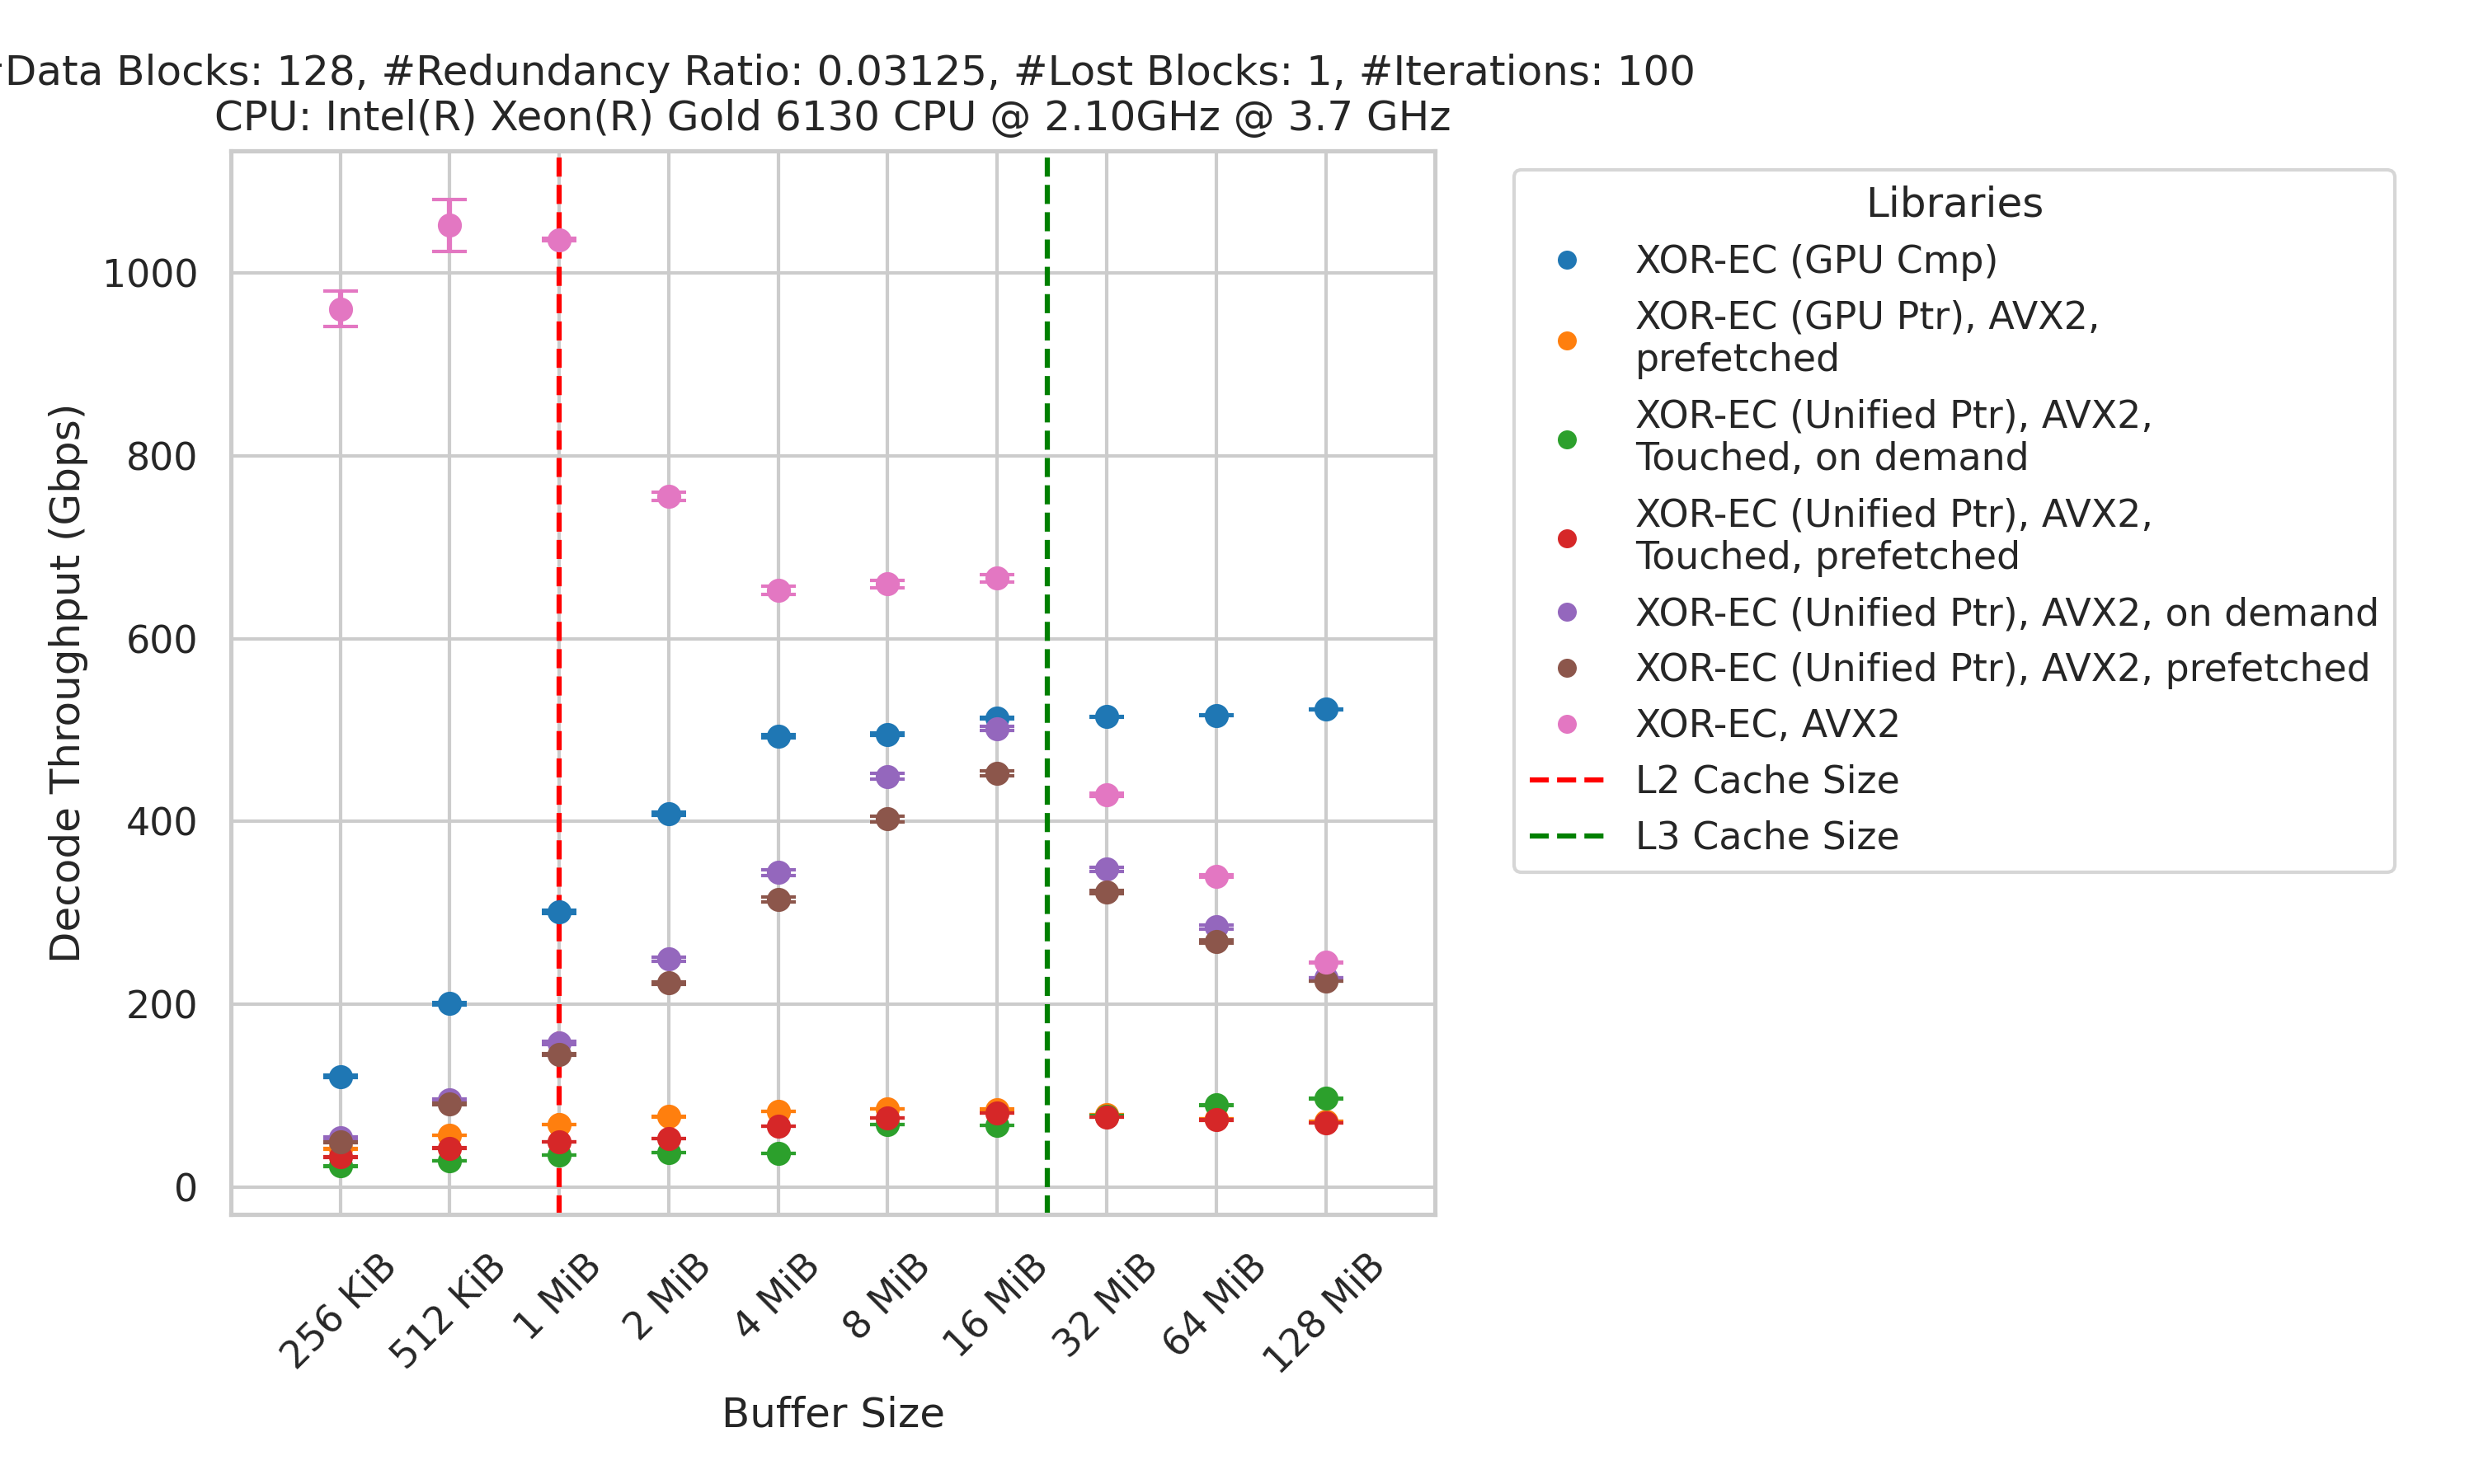 Data Blocks: 128, #Redundancy Ratio: 0.03125, #Lost Blocks: 1, #Iterations: 100
CPU: Intel(R) Xeon(R) Gold 6130 CPU @ 2.10GHz @ 3.7 GHz
Decode Throughput (Gbps)
1000
800
600
400
200
0
256 KiB
512 KiB
1 MiB
2 MiB
4 MiB
8 MiB
16 MiB
32 MiB
64 MiB
128 MiB
Buffer Size
Libraries
XOR-EC (GPU Cmp)
XOR-EC (GPU Ptr), AVX2,
prefetched
XOR-EC (Unified Ptr), AVX2,
Touched, on demand
XOR-EC (Unified Ptr), AVX2,
Touched, prefetched
XOR-EC (Unified Ptr), AVX2, on demand
XOR-EC (Unified Ptr), AVX2, prefetched
XOR-EC, AVX2
L2 Cache Size
L3 Cache Size